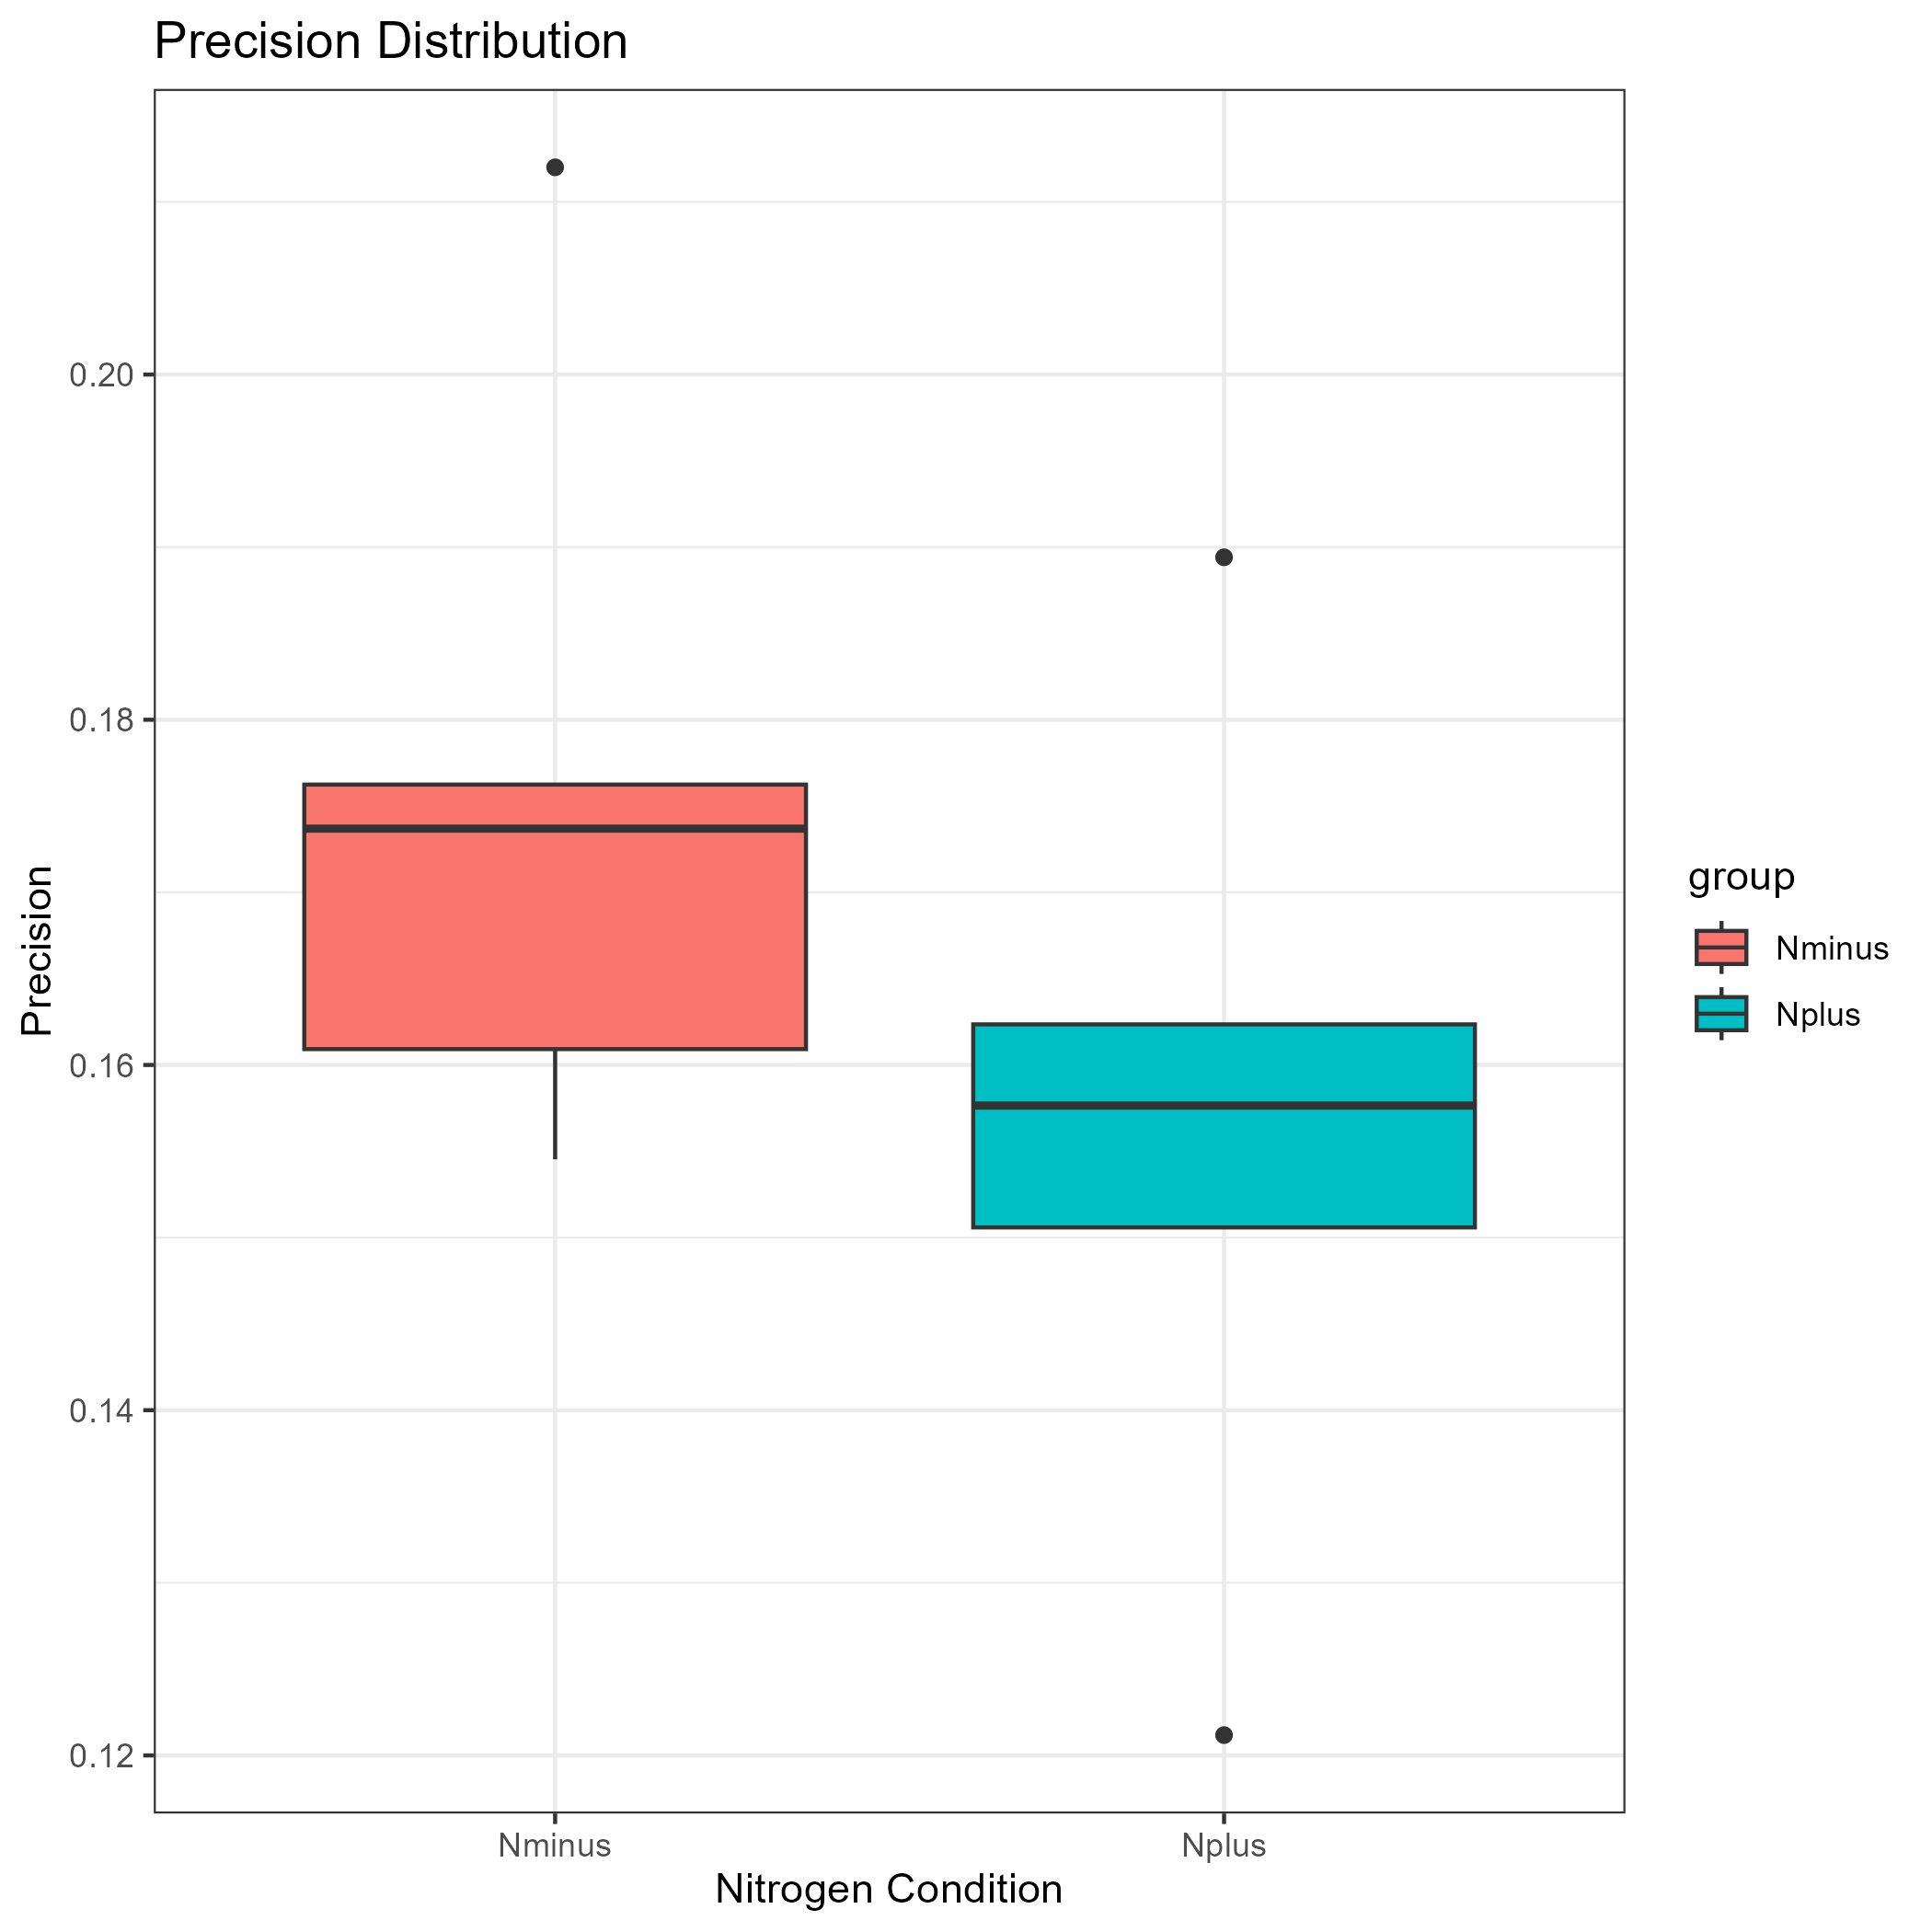 Precision Distribution
Precision
0.20
0.18
0.16
0.14
0.12
Nminus
Nplus
Nitrogen Condition
group
Nminus
Nplus